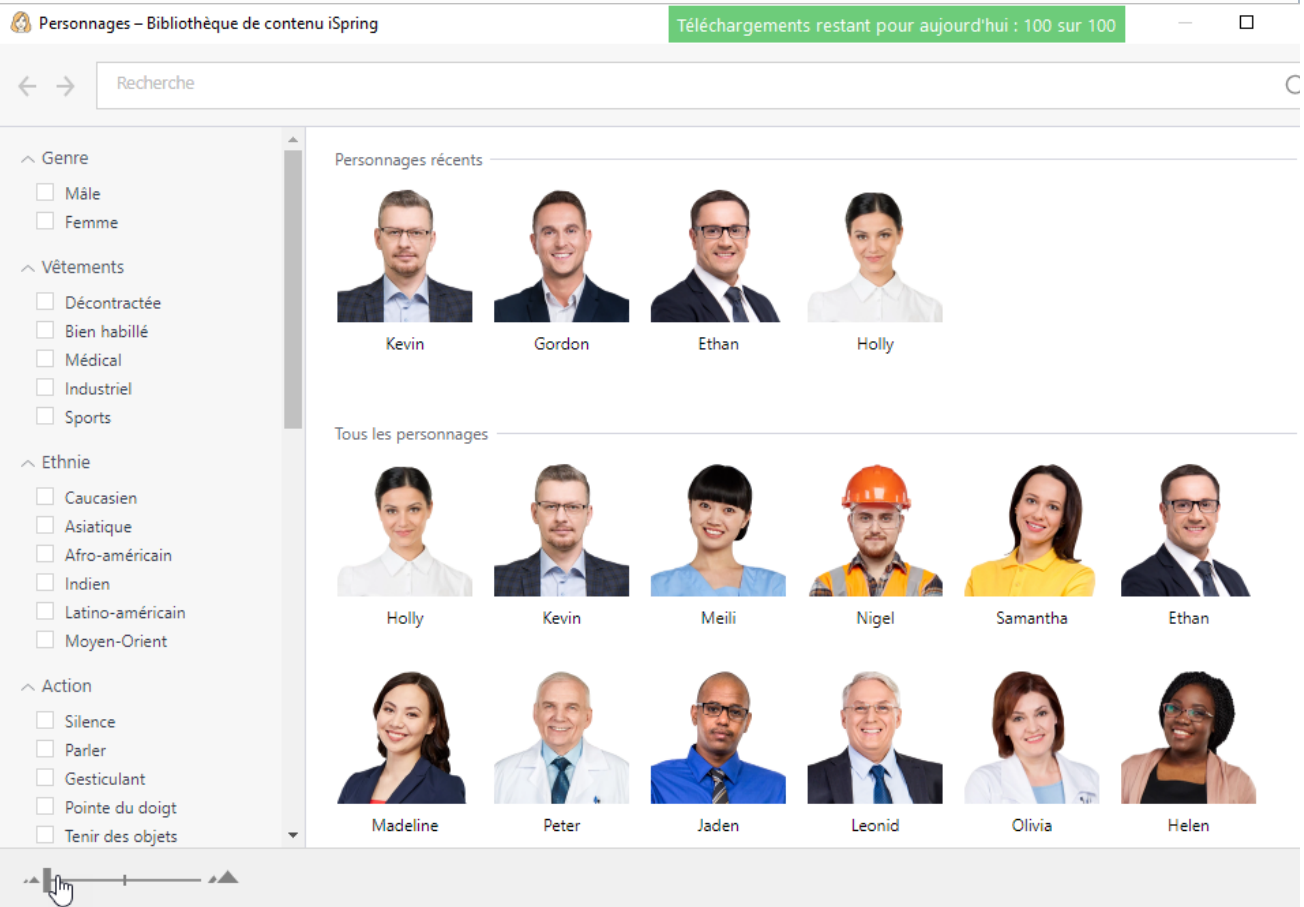 Personnages – Bibliothèque de contenu iSpring
Téléchargements restant pour aujourd'hui : 100 sur 100
Recherche
Genre
Mâle
Femme
Vêtements
Décontractée
Bien habillé
Médical
Industriel
Sports
Ethnie
Caucasien
Asiatique
Afro-américain
Indien
Latino-américain
Moyen-Orient
Action
Silence
Parler
Gesticulant
Pointe du doigt
Tenir des objets
Personnages récents
Kevin Gordon Ethan Holly
Tous les personnages
Holly Kevin Meili Nigel Samantha Ethan
Madeline Peter Jaden Leonid Olivia Helen